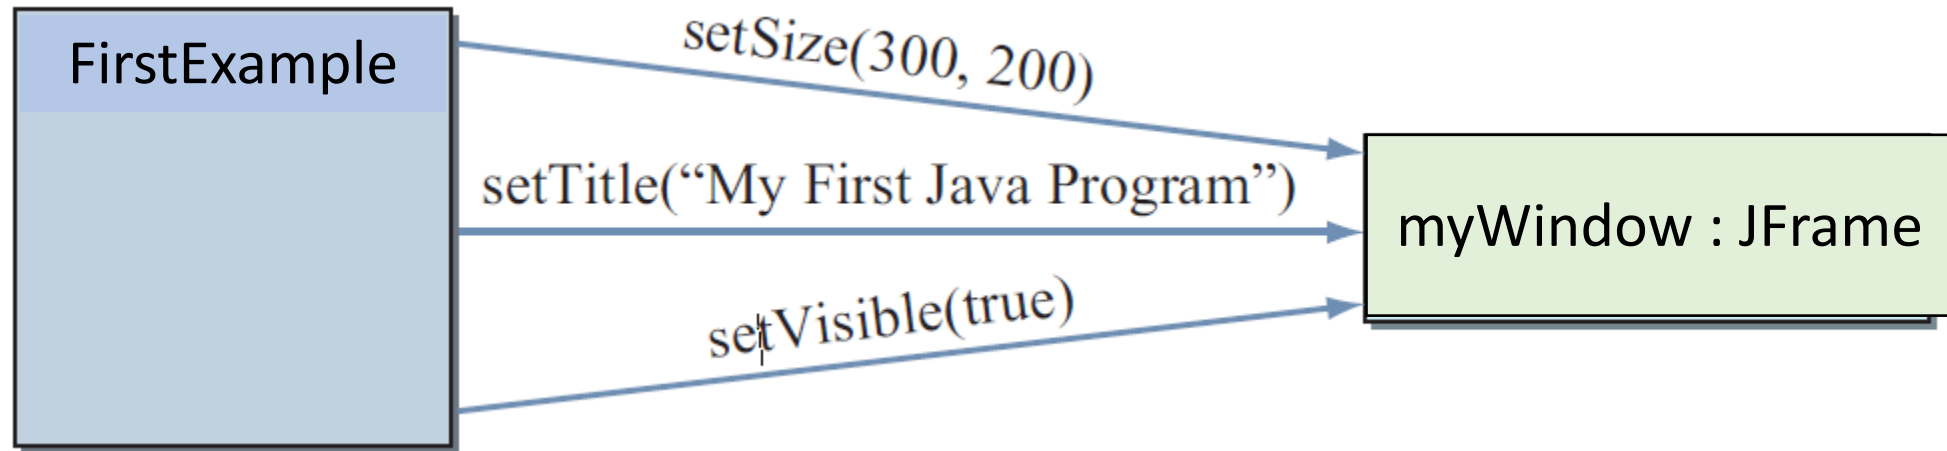 FirstExample
setSize(300, 200)
setTitle(“My First Java Program”)
myWindow : JFrame
setVisible(true)